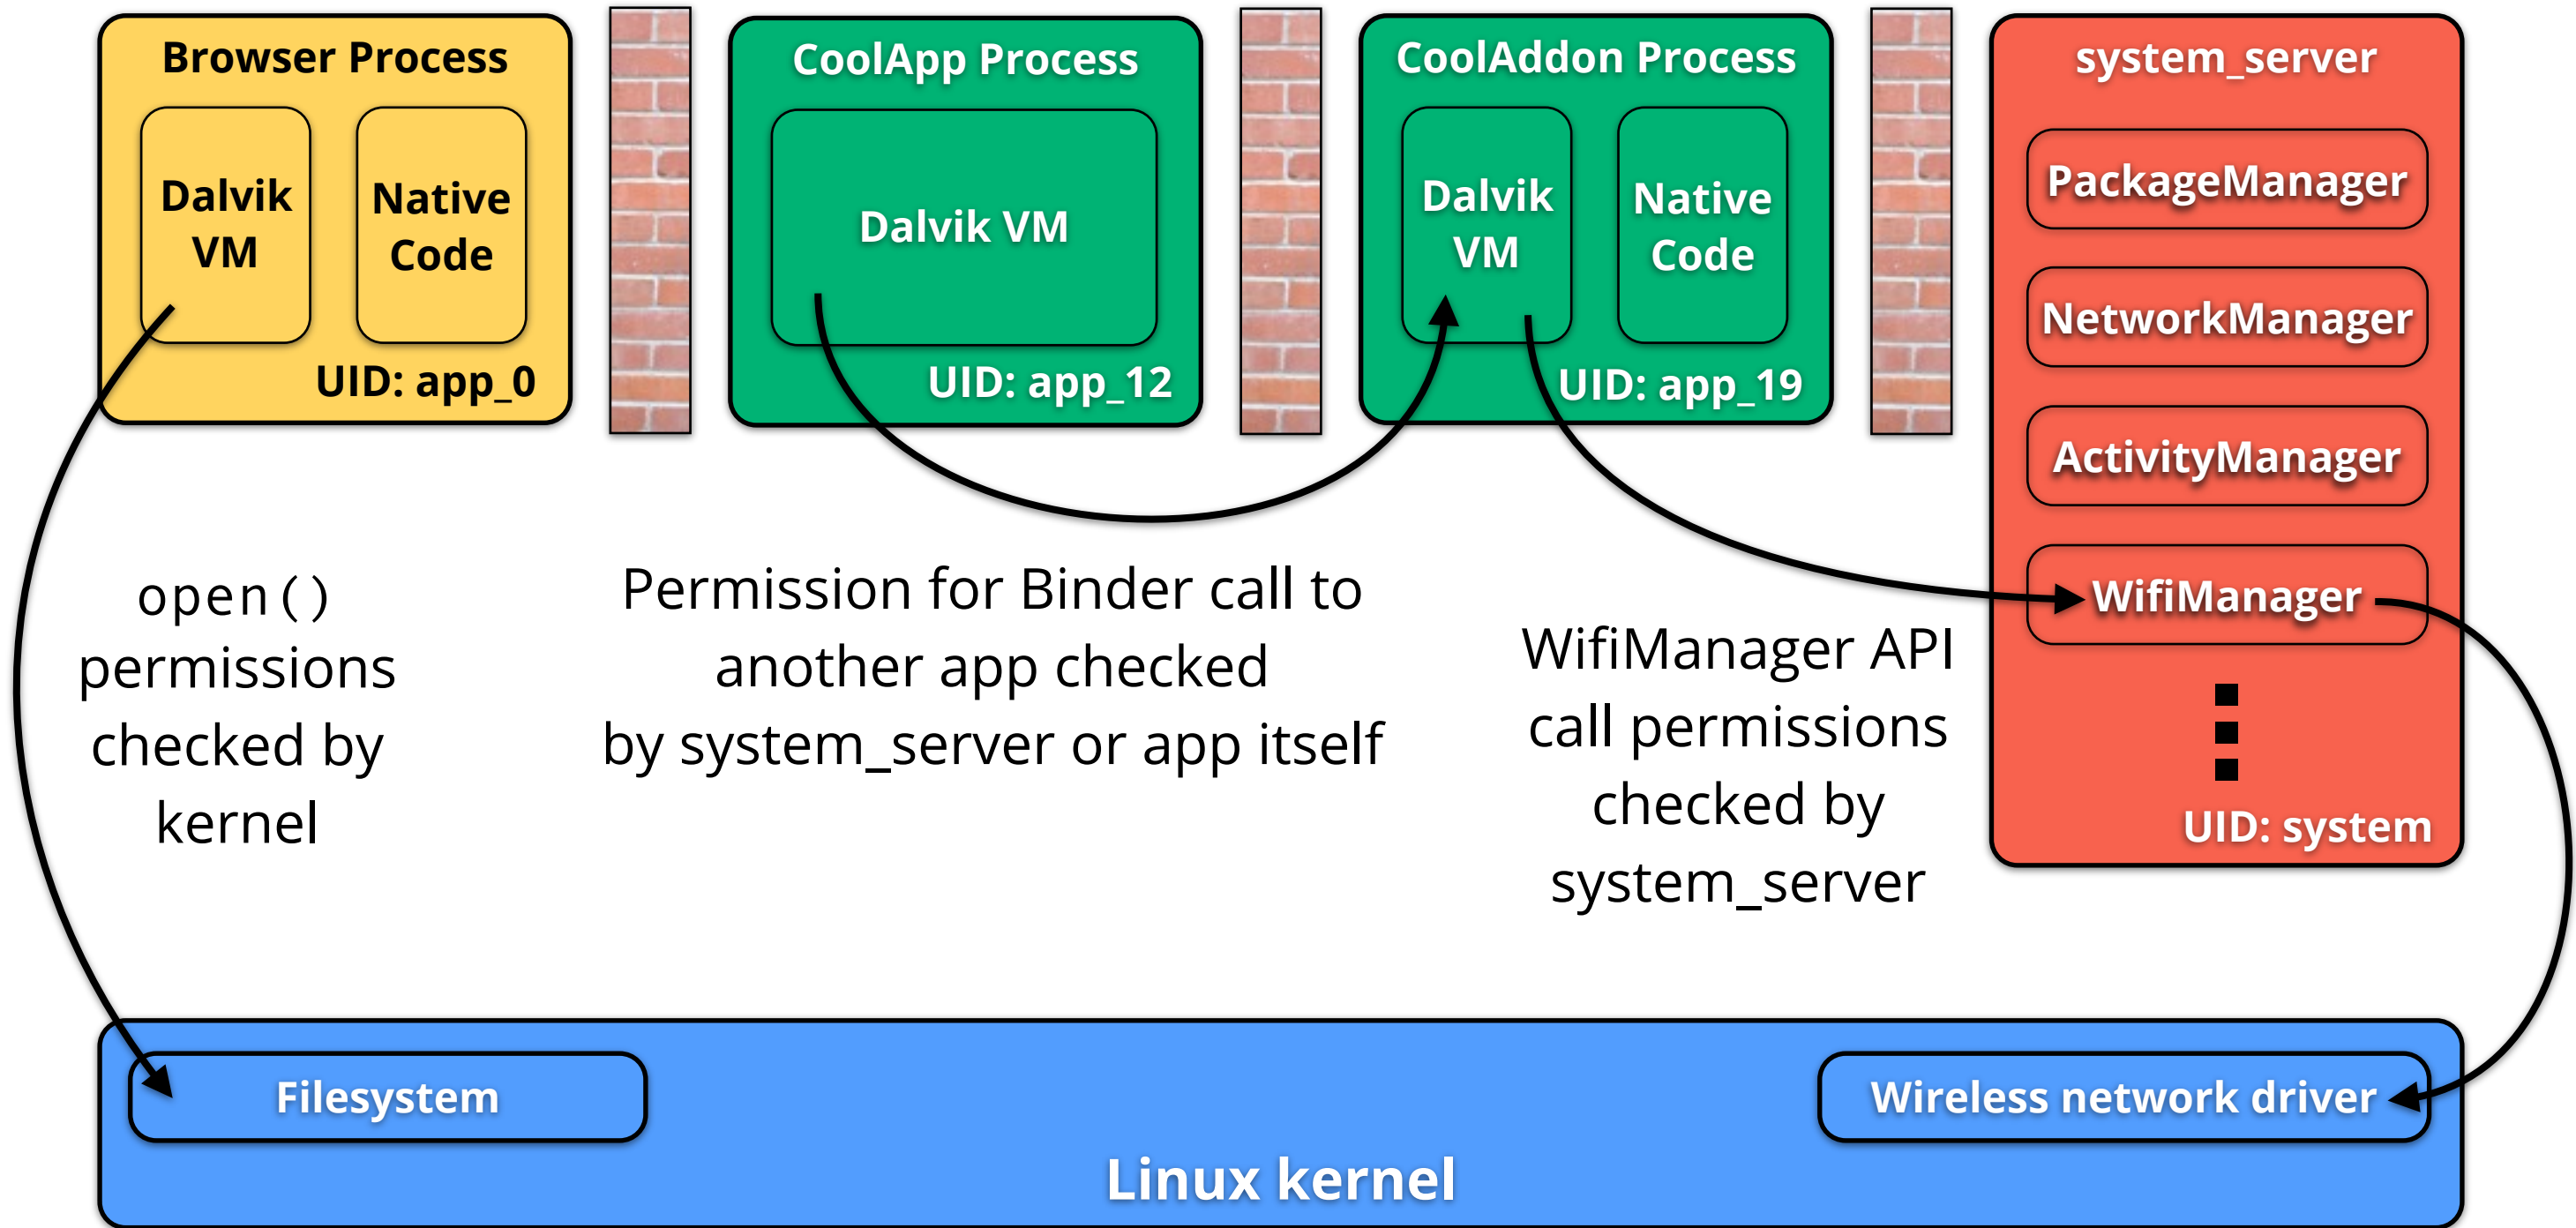 Browser Process
Dalvik
VM
Native
Code
UID: app_0
CoolApp Process
Dalvik VM
UID: app_12
CoolAddon Process
Dalvik
VM
Native
Code
UID: app_19
system_server
PackageManager
NetworkManager
ActivityManager
WifiManager
UID: system
open()
permissions
checked by
kernel
Permission for Binder call to
another app checked
by system_server or app itself
WifiManager API
call permissions
checked by
system_server
Filesystem
Wireless network driver
Linux kernel